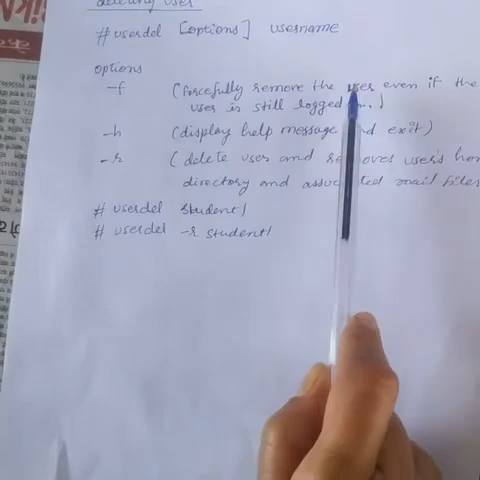 deleting user
#userdel [options] username
options
-f (forcefully remove the user even if the
user is still logged in.)
-h (display help message and exit)
-r (delete user and removes user's home
directory and associated mail files
# userdel student1
# userdel -r student1